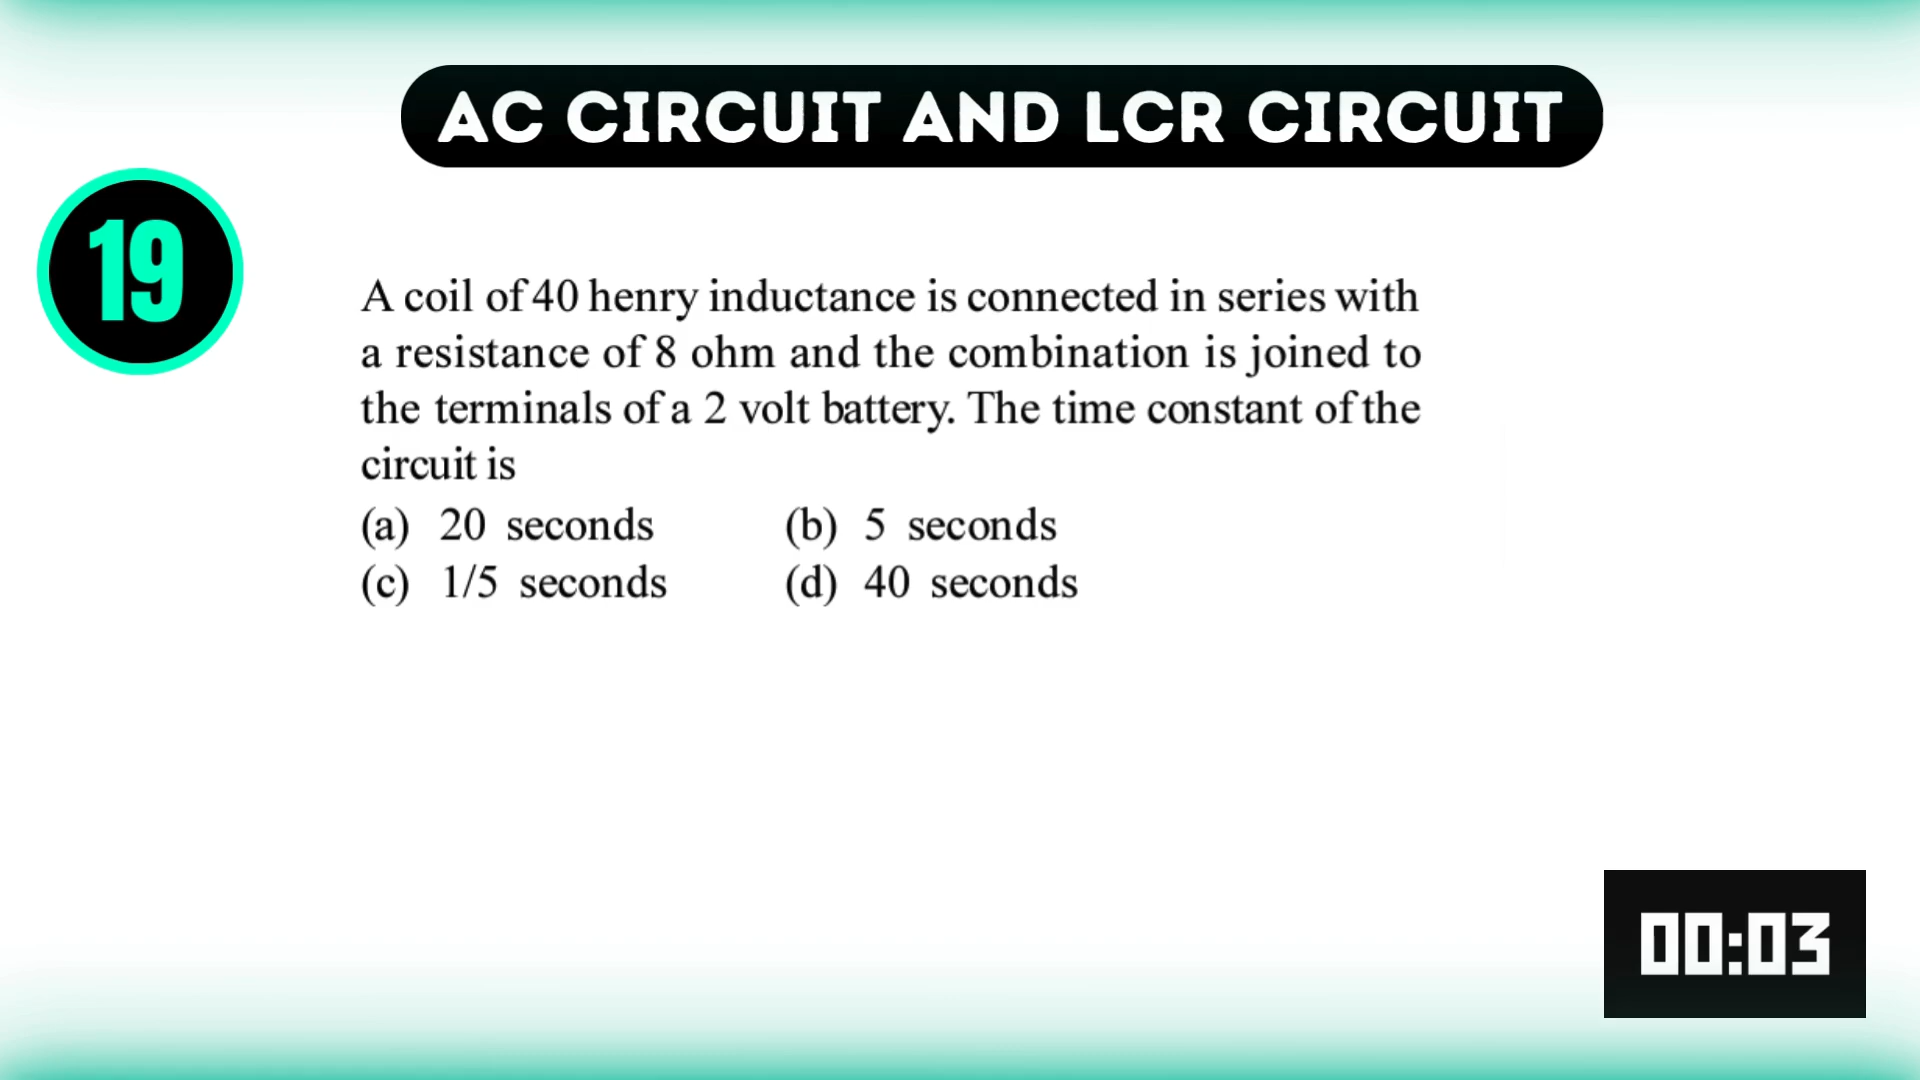 AC CIRCUIT AND LCR CIRCUIT
19
A coil of 40 henry inductance is connected in series with
a resistance of 8 ohm and the combination is joined to
the terminals of a 2 volt battery. The time constant of the
circuit is
(a) 20 seconds (b) 5 seconds
(c) 1/5 seconds (d) 40 seconds
00:03